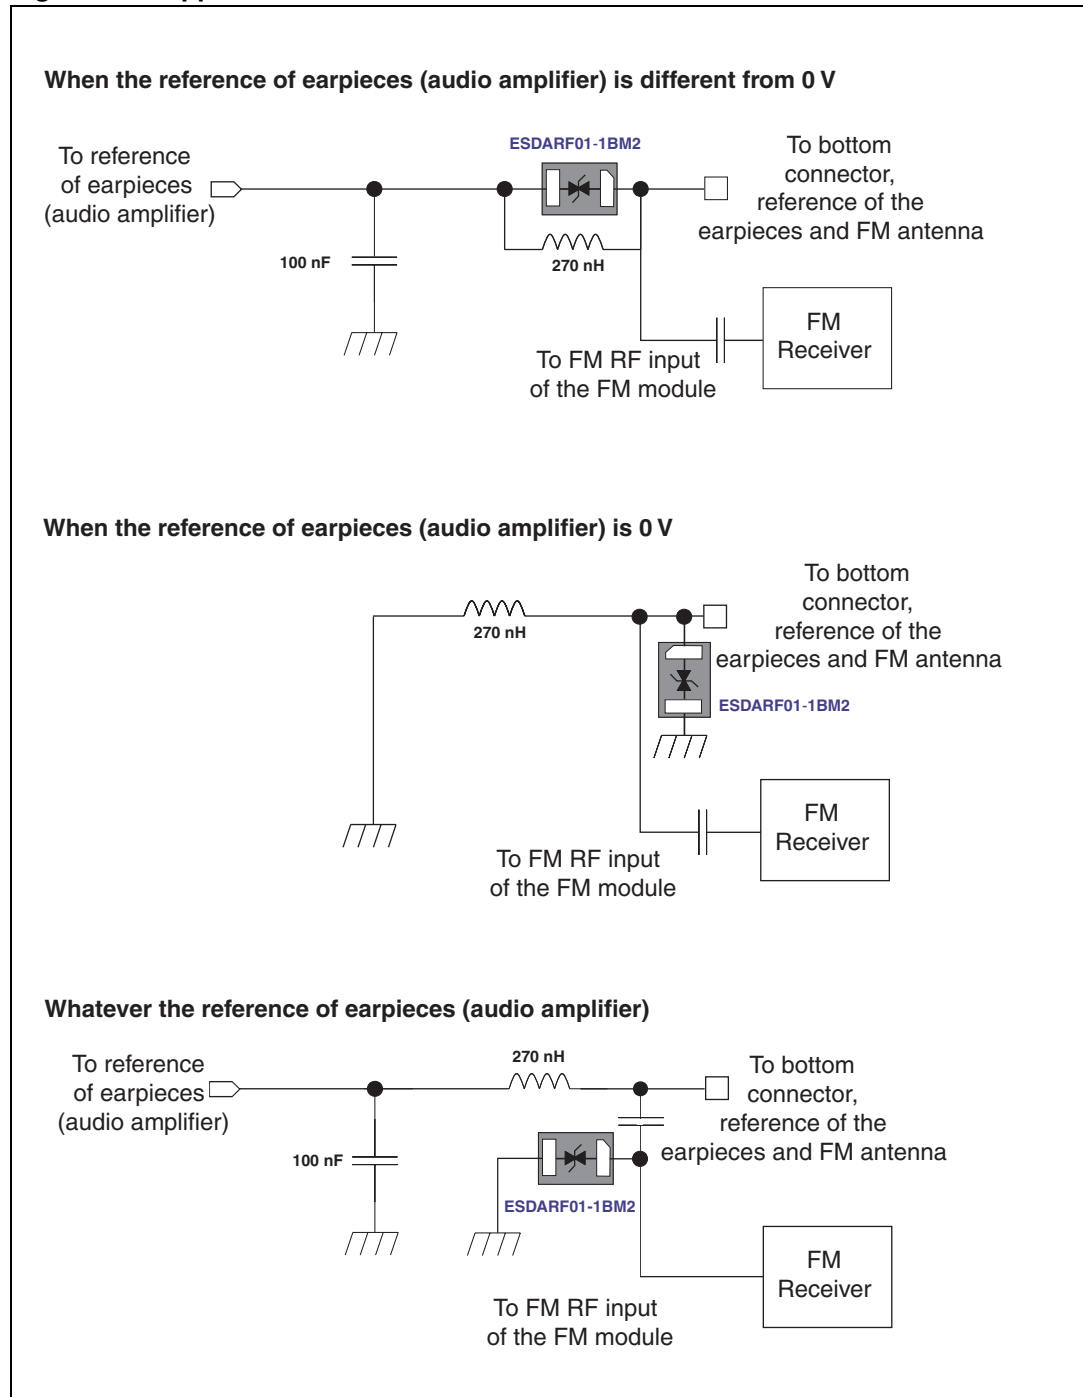 When the reference of earpieces (audio amplifier) is different from 0 V
ESDARF01-1BM2
To reference
of earpieces
(audio amplifier)
To bottom
connector,
reference of the
earpieces and FM antenna
100 nF
270 nH
FM
Receiver
To FM RF input
of the FM module
When the reference of earpieces (audio amplifier) is 0 V
To bottom
connector,
reference of the
earpieces and FM antenna
270 nH
ESDARF01-1BM2
FM
Receiver
To FM RF input
of the FM module
Whatever the reference of earpieces (audio amplifier)
To reference
of earpieces
(audio amplifier)
270 nH
To bottom
connector,
reference of the
earpieces and FM antenna
100 nF
ESDARF01-1BM2
FM
Receiver
To FM RF input
of the FM module